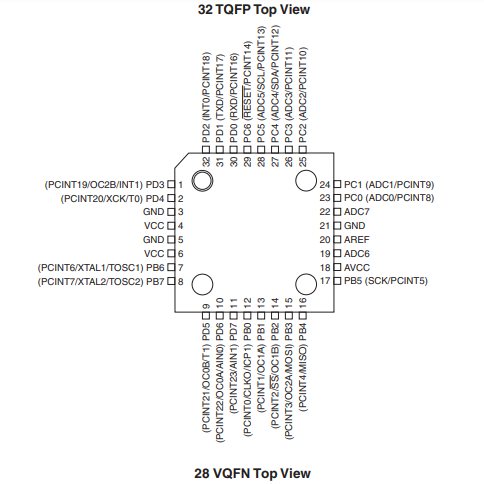 32 TQFP Top View
PD2 (INT0/PCINT18)
PD1 (TXD/PCINT17)
PD0 (RXD/PCINT16)
PC6 (RESET/PCINT14)
PC5 (ADC5/SCL/PCINT13)
PC4 (ADC4/SDA/PCINT12)
PC3 (ADC3/PCINT11)
PC2 (ADC2/PCINT10)
32 31 30 29 28 27 26 25
(PCINT19/OC2B/INT1) PD3 1
(PCINT20/XCK/T0) PD4 2
GND 3
VCC 4
GND 5
VCC 6
(PCINT6/XTAL1/TOSC1) PB6 7
(PCINT7/XTAL2/TOSC2) PB7 8
24 PC1 (ADC1/PCINT9)
23 PC0 (ADC0/PCINT8)
22 ADC7
21 GND
20 AREF
19 ADC6
18 AVCC
17 PB5 (SCK/PCINT5)
9 10 11 12 13 14 15 16
(PCINT21/OC0B/T1) PD5
(PCINT22/OC0A/AIN0) PD6
(PCINT23/AIN1) PD7
(PCINT0/CLKO/ICP1) PB0
(PCINT1/OC1A) PB1
(PCINT2/SS/OC1B) PB2
(PCINT3/OC2A/MOSI) PB3
(PCINT4/MISO) PB4
28 VQFN Top View